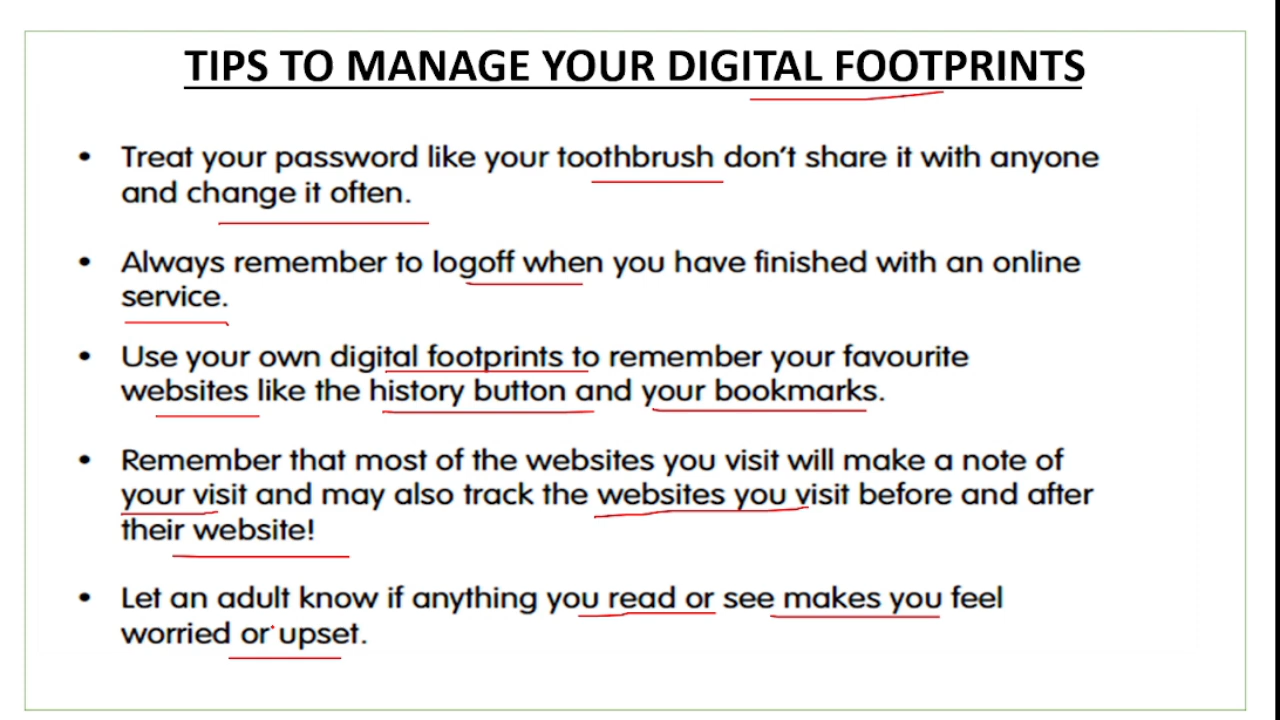 TIPS TO MANAGE YOUR DIGITAL FOOTPRINTS
• Treat your password like your toothbrush don't share it with anyone
and change it often.
• Always remember to logoff when you have finished with an online
service.
• Use your own digital footprints to remember your favourite
websites like the history button and your bookmarks.
• Remember that most of the websites you visit will make a note of
your visit and may also track the websites you visit before and after
their website!
• Let an adult know if anything you read or see makes you feel
worried or upset.